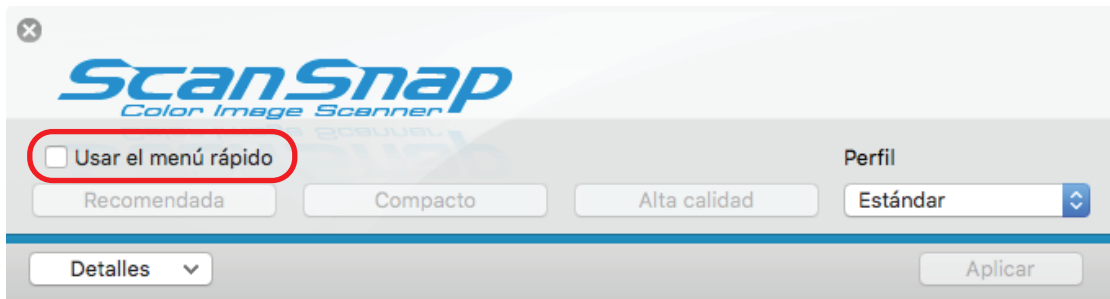 ScanSnap
Color Image Scanner
Usar el menú rápido
Perfil
Recomendada Compacto Alta calidad Estándar
Detalles Aplicar